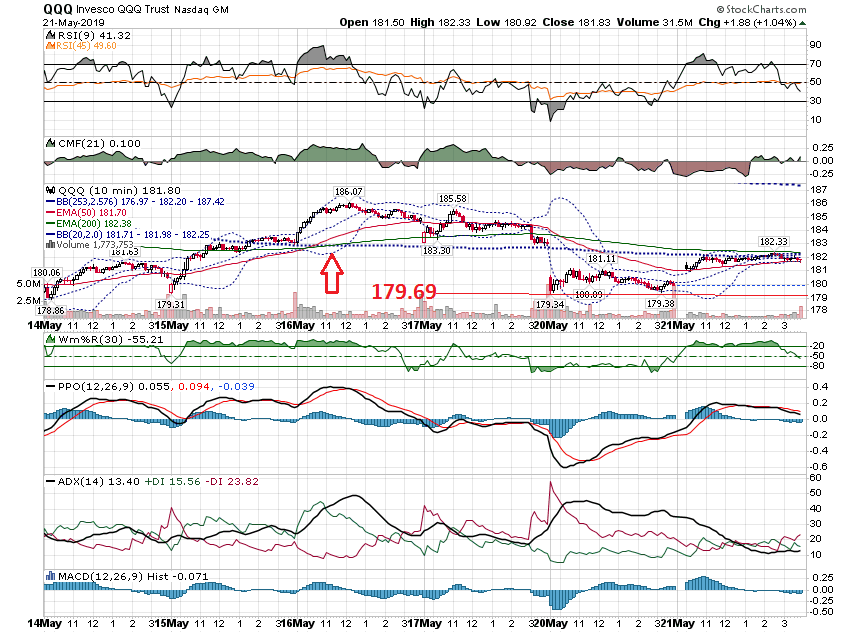 QQQ Invesco QQQ Trust Nasdaq GM © StockCharts.com
21-May-2019 Open 181.50 High 182.33 Low 180.92 Close 181.83 Volume 31.5M Chg +1.88 (+1.04%)
RSI(9) 41.32
RSI(45) 49.60
90
70
50
30
10
CMF(21) 0.100
0.25
0.00
-0.25
QQQ (10 min) 181.80
BB(253,2.576) 176.97 - 182.20 - 187.42
EMA(50) 181.70
EMA(200) 182.38
BB(20,2.0) 181.71 - 181.98 - 182.25
Volume 1,773,753
187
186
185
184
183
182
181
180
179
178
186.07
185.58
183.30
182.33
181.63
181.11
180.06
180.09
179.31
179.34
179.38
178.86
179.69
5.0M
2.5M
14May 11 12 1 2 3 15May 11 12 1 2 3 16May 11 12 1 2 3 17May 11 12 1 2 3 20May 11 12 1 2 3 21May 11 12 1 2 3
Wm%R(30) -55.21
-20
-50
-80
PPO(12,26,9) 0.055, 0.094, -0.039
0.4
0.2
0.0
-0.2
-0.4
-0.6
ADX(14) 13.40 +DI 15.56 -DI 23.82
60
50
40
30
20
10
MACD(12,26,9) Hist -0.071
0.25
0.00
-0.25
-0.50
14May 11 12 1 2 3 15May 11 12 1 2 3 16May 11 12 1 2 3 17May 11 12 1 2 3 20May 11 12 1 2 3 21May 11 12 1 2 3